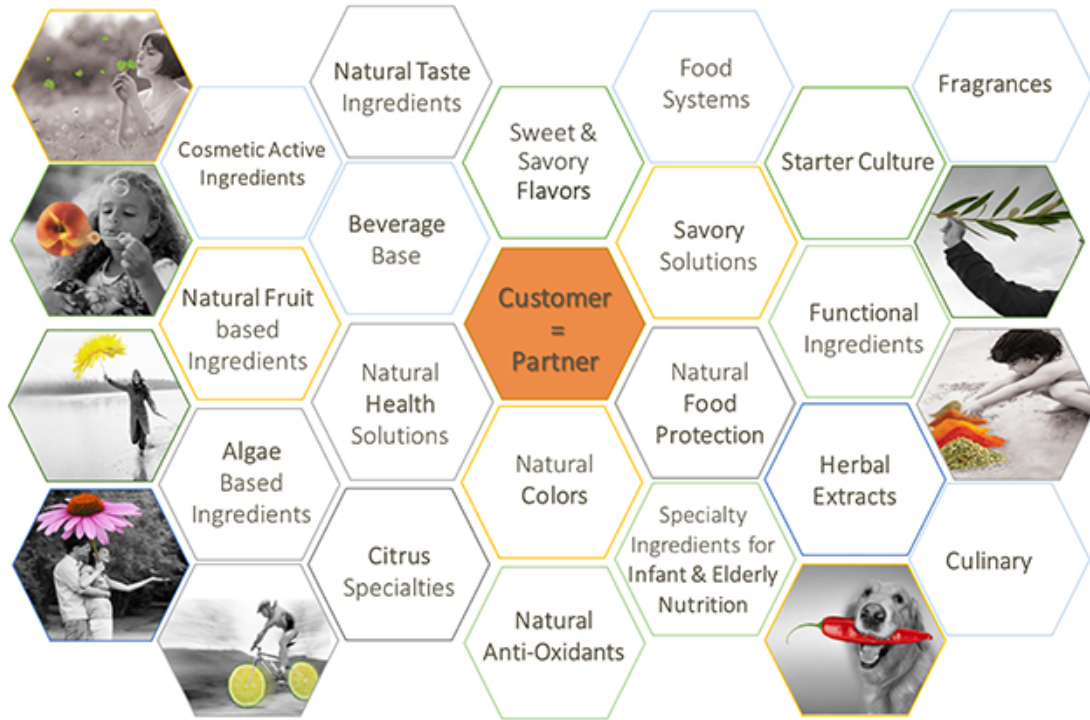 Natural Taste
Ingredients
Food
Systems
Fragrances
Cosmetic Active
Ingredients
Sweet &
Savory
Flavors
Starter Culture
Beverage
Base
Savory
Solutions
Natural Fruit
based
Ingredients
Customer
=
Partner
Functional
Ingredients
Natural
Health
Solutions
Natural
Food
Protection
Algae
Based
Ingredients
Natural
Colors
Herbal
Extracts
Citrus
Specialties
Specialty
Ingredients for
Infant & Elderly
Nutrition
Culinary
Natural
Anti-Oxidants